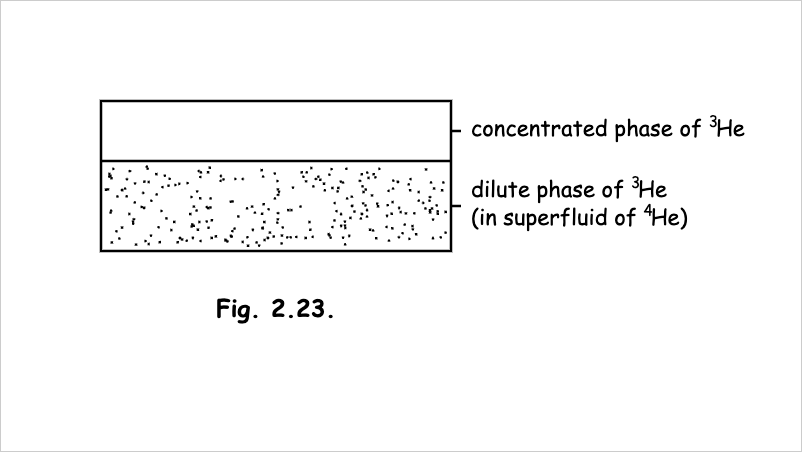 concentrated phase of ³He
dilute phase of ³He
(in superfluid of ⁴He)
Fig. 2.23.